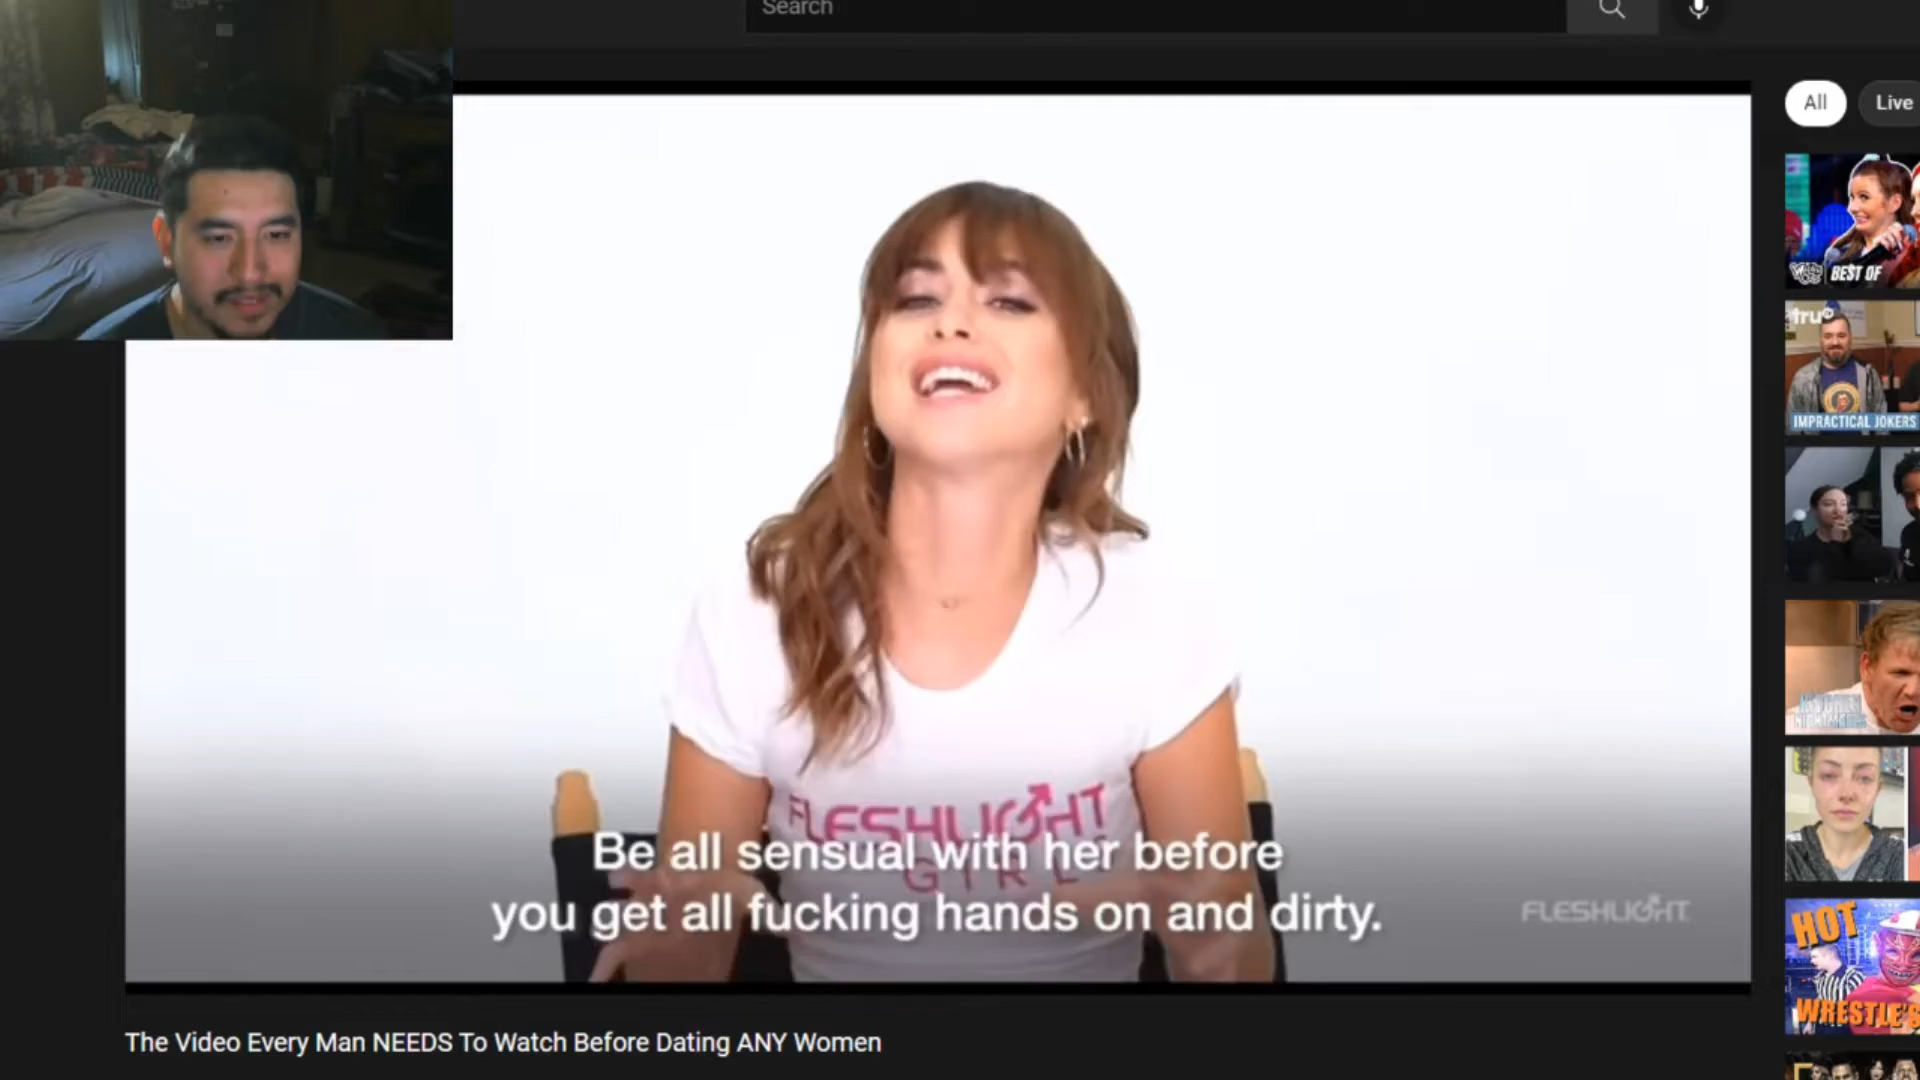 Search
All
Live
BEST OF
tru
IMPRACTICAL JOKERS
FLESHLIGHT
GIRL
Be all sensual with her before
you get all fucking hands on and dirty.
FLESHLIGHT
HOT
WRESTLE'S
The Video Every Man NEEDS To Watch Before Dating ANY Women